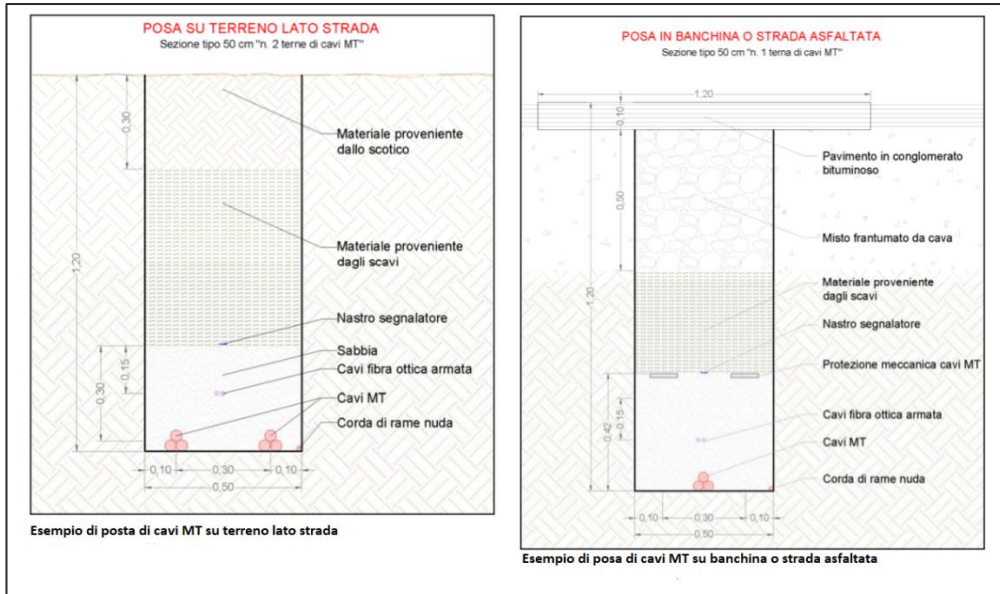 POSA SU TERRENO LATO STRADA
Sezione tipo 50 cm "n. 2 terne di cavi MT"
0,30
1,20
Materiale proveniente
dallo scotico
Materiale proveniente
dagli scavi
Nastro segnalatore
Sabbia
Cavi fibra ottica armata
0,15
0,30
Cavi MT
Corda di rame nuda
0,10
0,30
0,10
0,50
Esempio di posta di cavi MT su terreno lato strada
POSA IN BANCHINA O STRADA ASFALTATA
Sezione tipo 50 cm "n. 1 terna di cavi MT"
1,20
0,10
Pavimento in conglomerato
bituminoso
0,50
Misto frantumato da cava
1,20
Materiale proveniente
dagli scavi
Nastro segnalatore
Protezione meccanica cavi MT
0,15
0,42
Cavi fibra ottica armata
Cavi MT
Corda di rame nuda
0,10
0,30
0,10
0,50
Esempio di posa di cavi MT su banchina o strada asfaltata